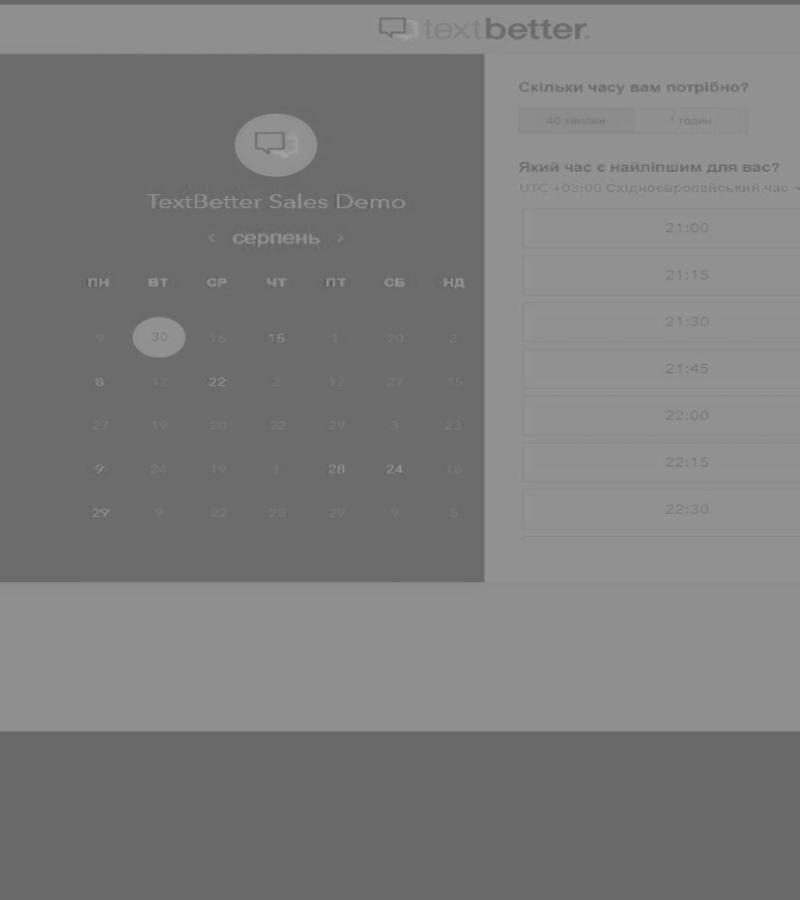 textbetter.
TextBetter Sales Demo
< серпень >
ПН ВТ СР ЧТ ПТ СБ НД
9 30 16 15 1 20 2
8 12 22 2 12 27 15
27 19 20 22 29 3 23
9 24 19 1 28 24 18
29 9 22 28 29 9 5
Скільки часу вам потрібно?
40 хвилин 1 годин
Який час є найліпшим для вас?
UTC +03:00 Східноєвропейський час
21:00
21:15
21:30
21:45
22:00
22:15
22:30